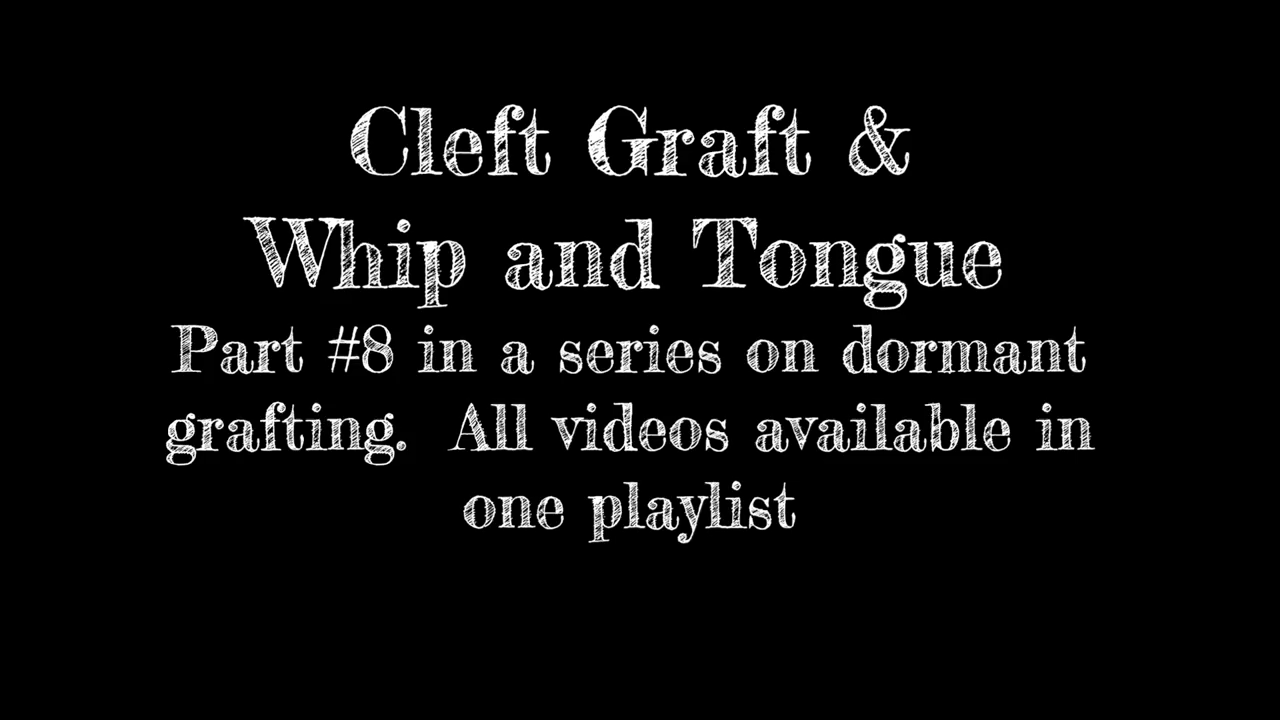 Cleft Graft &
Whip and Tongue
Part #8 in a series on dormant
grafting.  All videos available in
one playlist